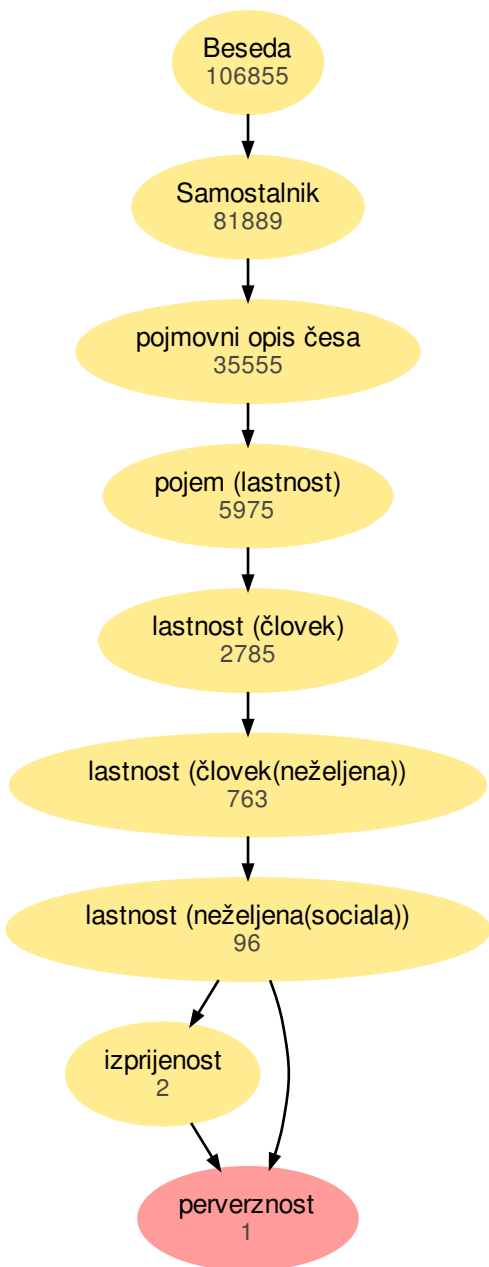 Beseda
106855
Samostalnik
81889
pojmovni opis česa
35555
pojem (lastnost)
5975
lastnost (človek)
2785
lastnost (človek(neželjena))
763
lastnost (neželjena(sociala))
96
izprijenost
2
perverznost
1